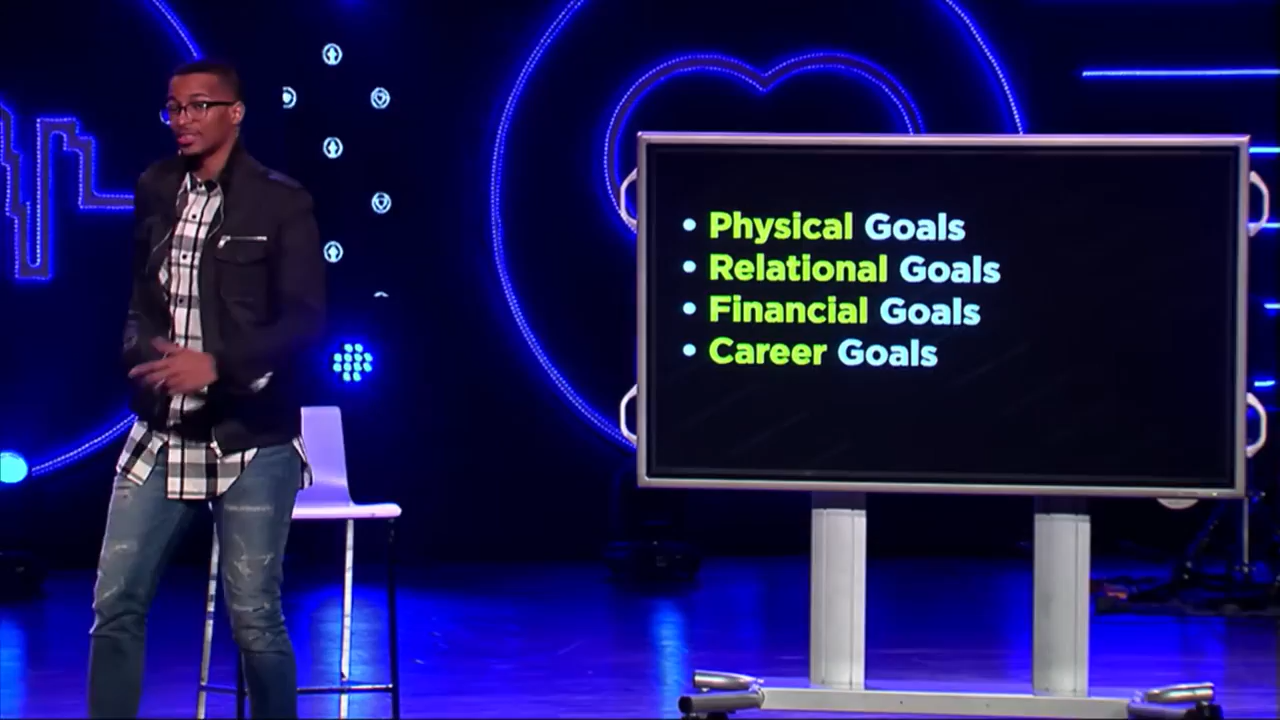 • Physical Goals
• Relational Goals
• Financial Goals
• Career Goals